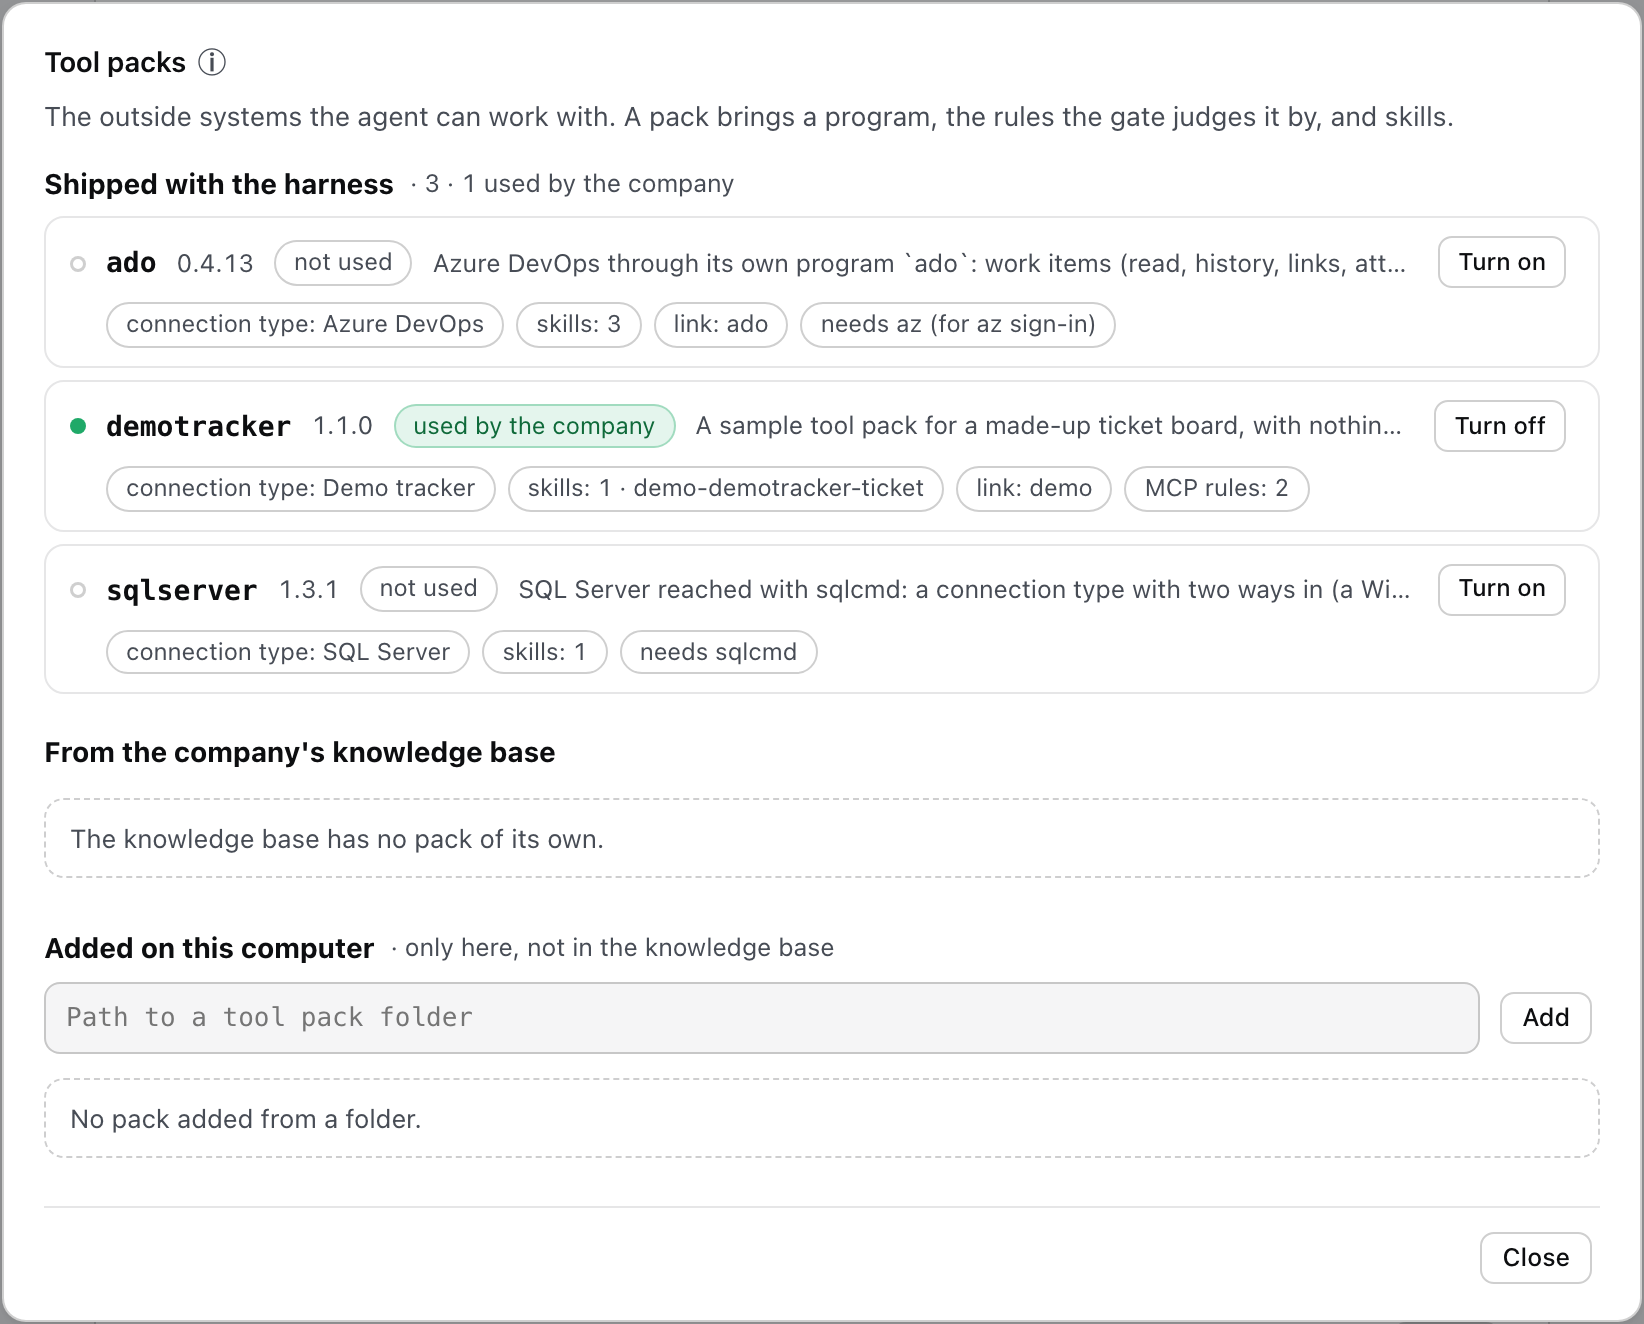 Tool packs
The outside systems the agent can work with. A pack brings a program, the rules the gate judges it by, and skills.
Shipped with the harness · 3 · 1 used by the company
ado 0.4.13 not used Azure DevOps through its own program `ado`: work items (read, history, links, att... Turn on
connection type: Azure DevOps skills: 3 link: ado needs az (for az sign-in)
demotracker 1.1.0 used by the company A sample tool pack for a made-up ticket board, with nothin... Turn off
connection type: Demo tracker skills: 1 · demo-demotracker-ticket link: demo MCP rules: 2
sqlserver 1.3.1 not used SQL Server reached with sqlcmd: a connection type with two ways in (a Wi... Turn on
connection type: SQL Server skills: 1 needs sqlcmd
From the company's knowledge base
The knowledge base has no pack of its own.
Added on this computer · only here, not in the knowledge base
Path to a tool pack folder Add
No pack added from a folder.
Close